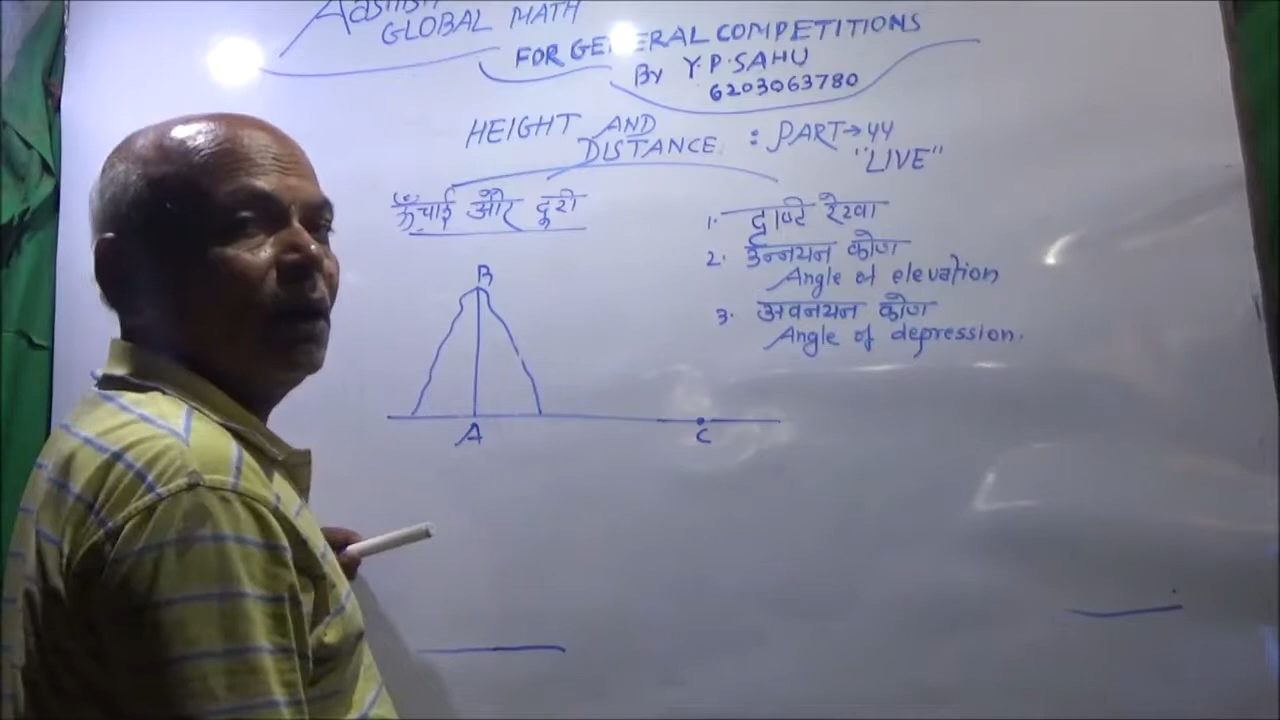 Aashish
GLOBAL MATH
FOR GENERAL COMPETITIONS
By Y.P.SAHU
6203063780
HEIGHT AND
DISTANCE : PART→44
"LIVE"
ऊँचाई और दूरी
1. दृष्टि रेखा
2. उन्नयन कोण
Angle of elevation
3. अवनयन कोण
Angle of depression.
B
A
C